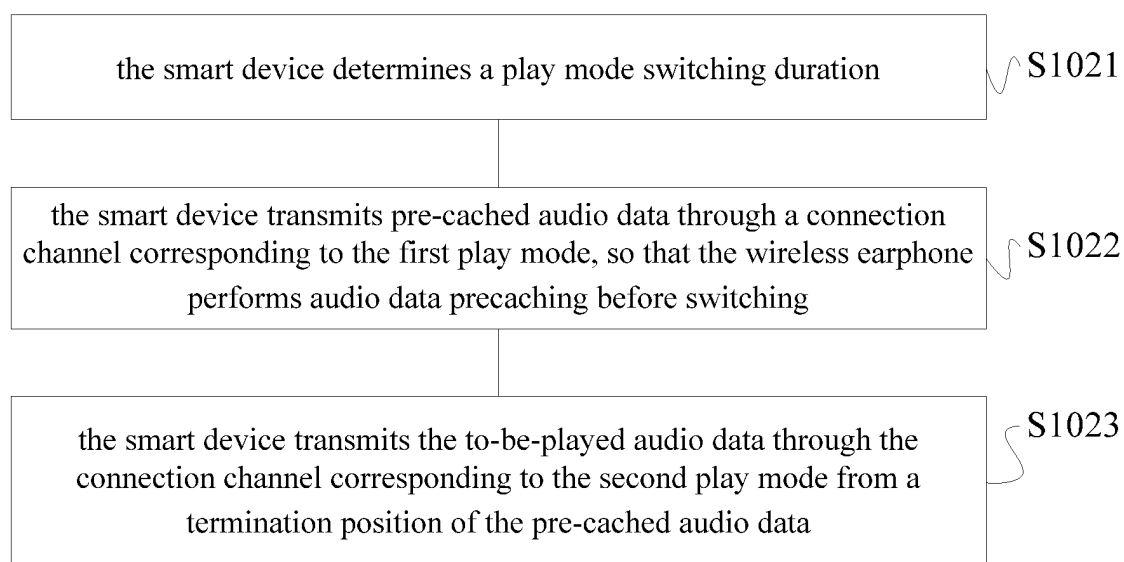 the smart device determines a play mode switching duration
S1021
the smart device transmits pre-cached audio data through a connection
channel corresponding to the first play mode, so that the wireless earphone
performs audio data precaching before switching
S1022
the smart device transmits the to-be-played audio data through the
connection channel corresponding to the second play mode from a
termination position of the pre-cached audio data
S1023